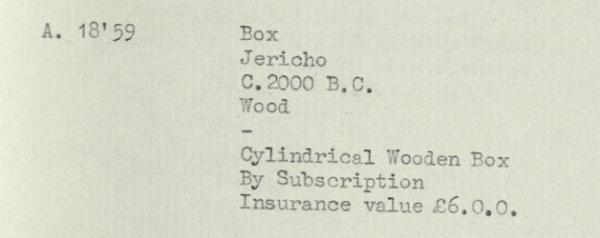 A. 18'59 Box
Jericho
C.2000 B.C.
Wood
-
Cylindrical Wooden Box
By Subscription
Insurance value £6.0.0.